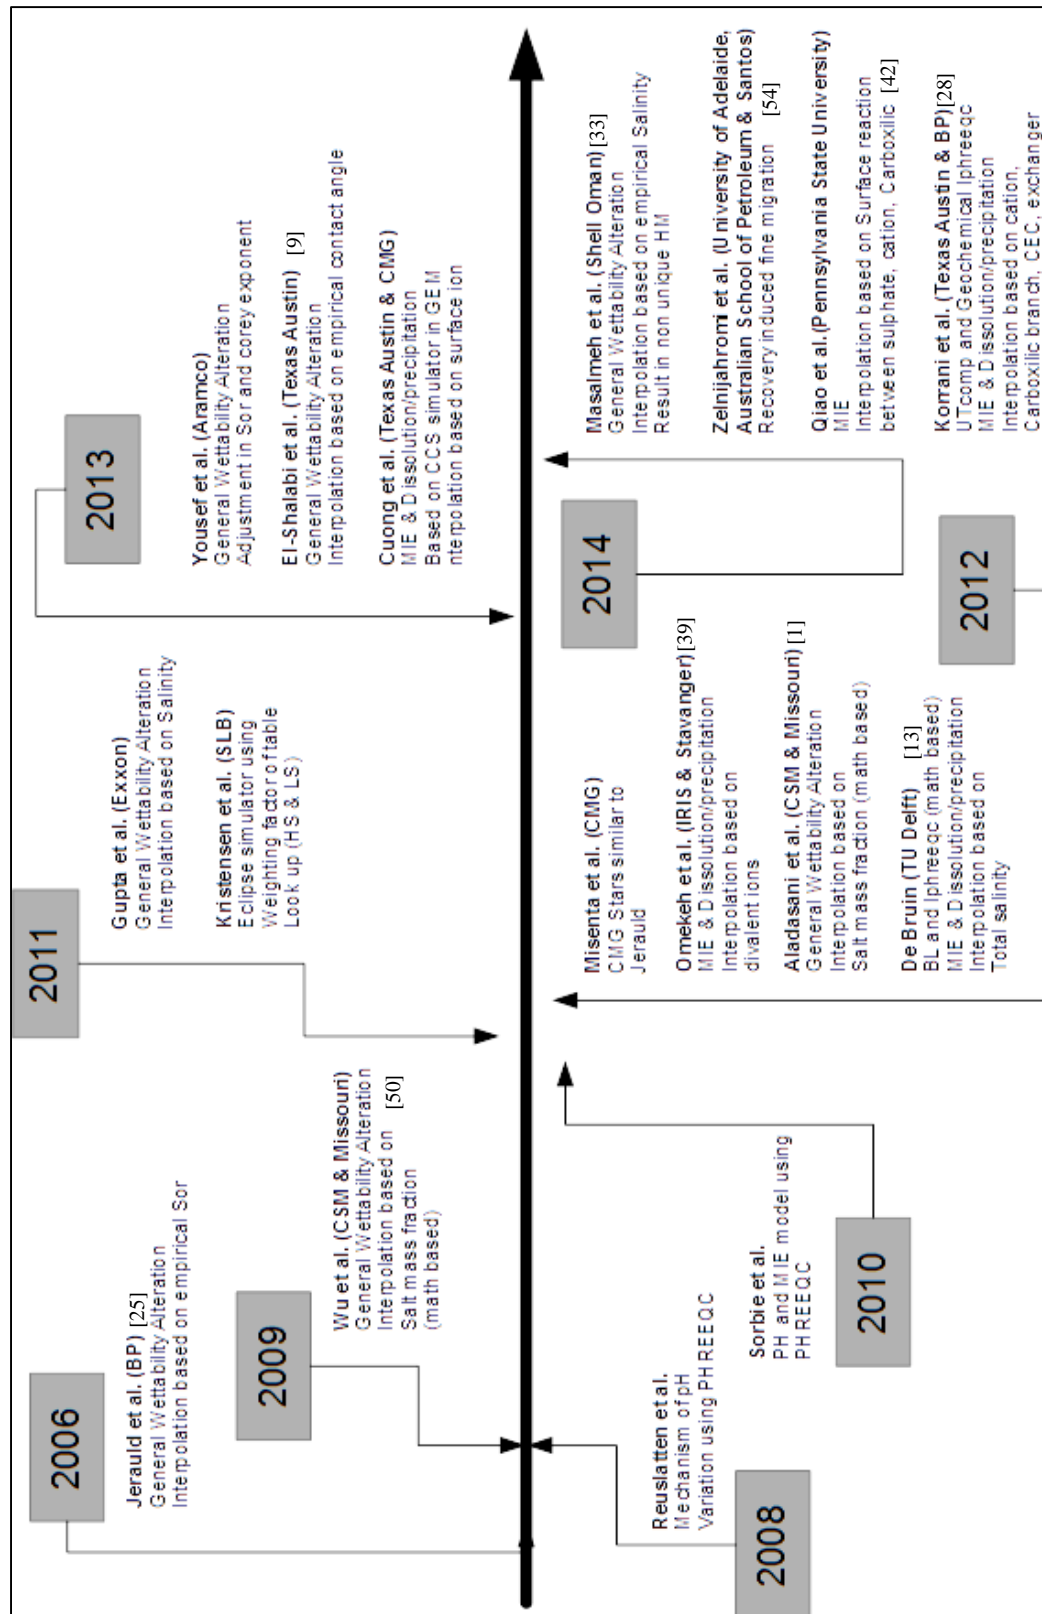 2006
Jerauld et al. (BP) [25]
General Wettability Alteration
Interpolation based on empirical Sor
2009
Wu et al. (CSM & Missouri)
General Wettability Alteration
Interpolation based on [50]
Salt mass fraction
(math based)
2011
Gupta et al. (Exxon)
General Wettability Alteration
Interpolation based on Salinity
Kristensen et al. (SLB)
Eclipse simulator using
Weighting factor of table
Look up (HS & LS)
2013
Yousef et al. (Aramco)
General Wettability Alteration
Adjustment in Sor and corey exponent
El-Shalabi et al. (Texas Austin) [9]
General Wettability Alteration
Interpolation based on empirical contact angle
Cuong et al. (Texas Austin & CMG)
MIE & Dissolution/precipitation
Based on CCS simulator in GEM
nterpolation based on surface ion
2008
Reuslatten et al.
Mechanism of pH
Variation using PHREEQC
2010
Sorbie et al.
PH and MIE model using
PHREEQC
2012
Misenta et al. (CMG)
CMG Stars similar to
Jerauld
Omekeh et al. (IRIS & Stavanger) [39]
MIE & Dissolution/precipitation
Interpolation based on
divalent ions
Aladasani et al. (CSM & Missouri) [1]
General Wettability Alteration
Interpolation based on
Salt mass fraction (math based)
De Bruin (TU Delft) [13]
BL and Iphreeqc (math based)
MIE & Dissolution/precipitation
Interpolation based on
Total salinity
2014
Masalmeh et al. (Shell Oman) [33]
General Wettability Alteration
Interpolation based on empirical Salinity
Result in non unique HM
Zelnijahromi et al. (University of Adelaide,
Australian School of Petroleum & Santos)
Recovery induced fine migration [54]
Qiao et al.(Pennsylvania State University)
MIE
Interpolation based on Surface reaction
between sulphate, cation, Carboxilic [42]
Korrani et al. (Texas Austin & BP) [28]
UTcomp and Geochemical Iphreeqc
MIE & Dissolution/precipitation
Interpolation based on cation,
Carboxilic branch, CEC, exchanger